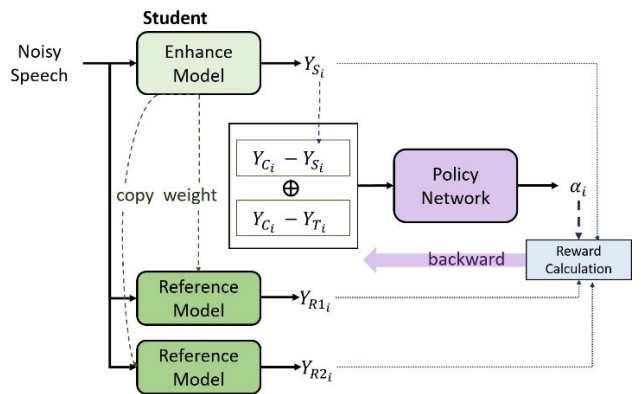 Student
Noisy
Speech
Enhance
Model
Y_{S_i}
Y_{C_i} − Y_{S_i}
⊕
Y_{C_i} − Y_{T_i}
Policy
Network
α_i
copy weight
backward
Reward
Calculation
Reference
Model
Y_{R1_i}
Reference
Model
Y_{R2_i}